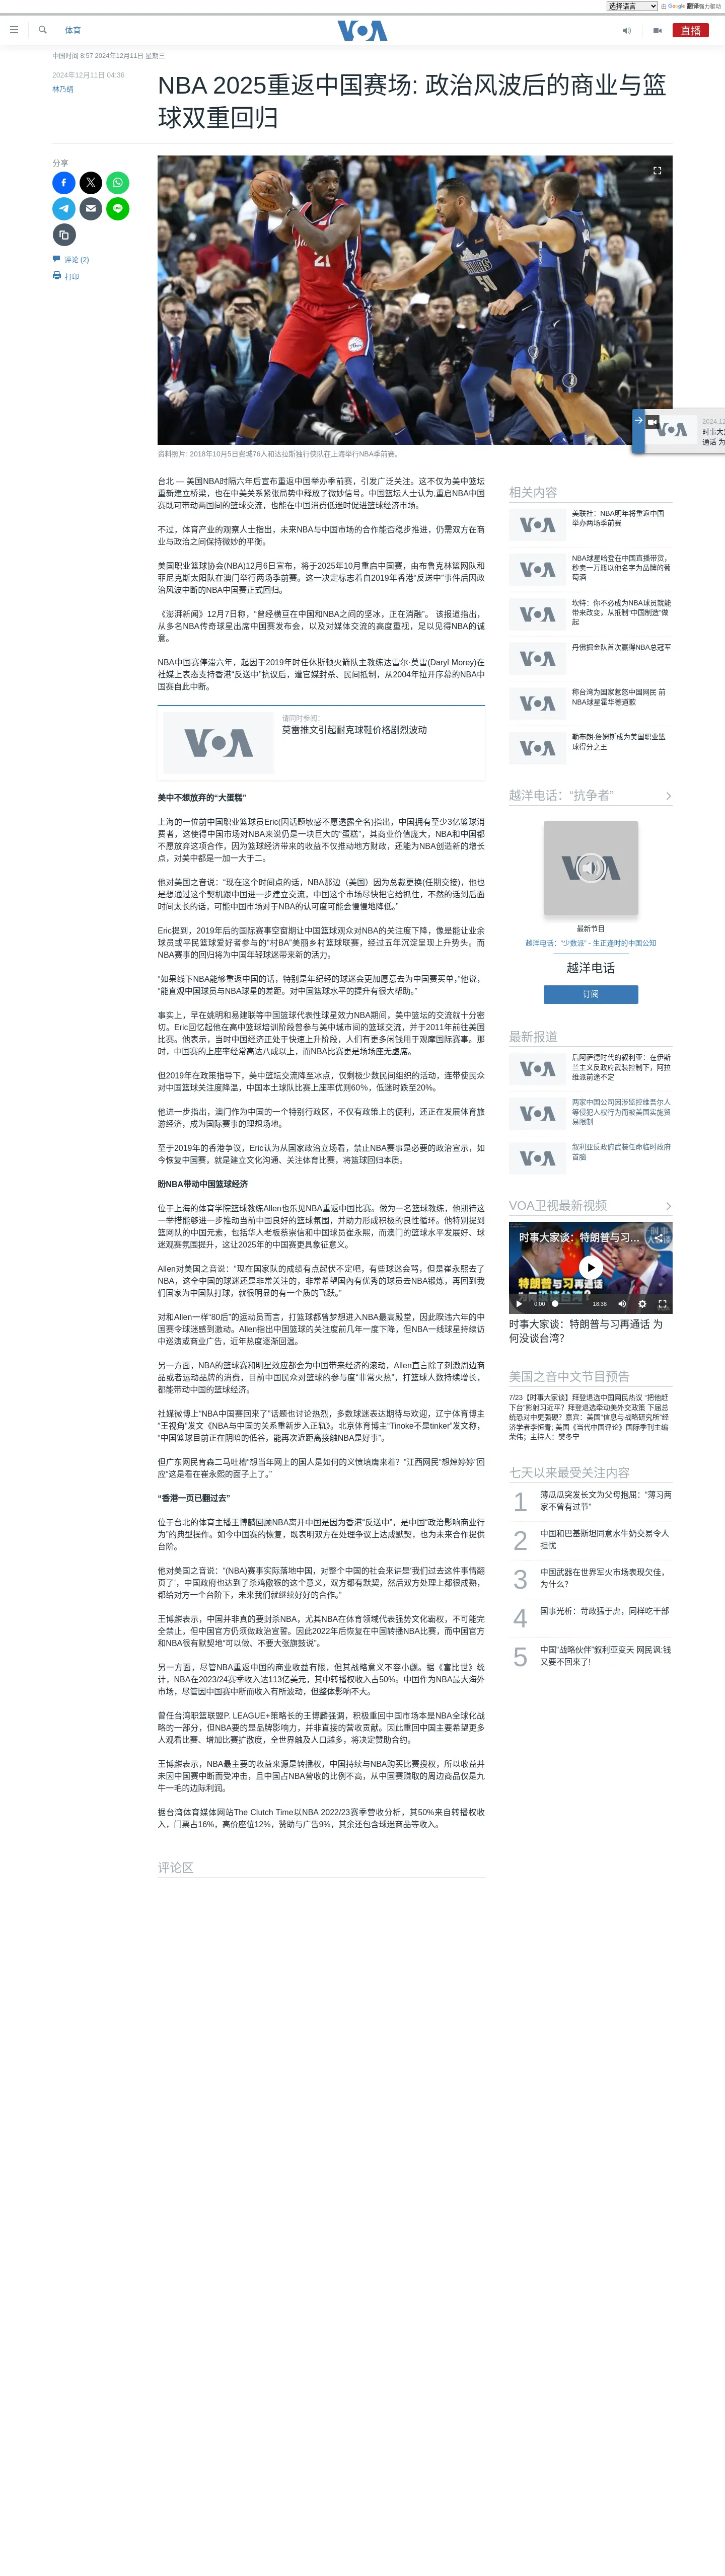 选择语言 由 Google 翻译强力驱动
体育
VOA
直播
中国时间 8:57 2024年12月11日 星期三
2024年12月11日 04:36
林乃绢
NBA 2025重返中国赛场: 政治风波后的商业与篮
球双重回归
分享
评论 (2)
打印
资料照片: 2018年10月5日费城76人和达拉斯独行侠队在上海举行NBA季前赛。
2024.12
时事大家
通话 为
台北 — 美国NBA时隔六年后宣布重返中国举办季前赛，引发广泛关注。这不仅为美中篮坛
重新建立桥梁，也在中美关系紧张局势中释放了微妙信号。中国篮坛人士认为,重启NBA中国
赛既可带动两国间的篮球交流，也能在中国消费低迷时促进篮球经济市场。
不过，体育产业的观察人士指出，未来NBA与中国市场的合作能否稳步推进，仍需双方在商
业与政治之间保持微妙的平衡。
美国职业篮球协会(NBA)12月6日宣布，将于2025年10月重启中国赛，由布鲁克林篮网队和
菲尼克斯太阳队在澳门举行两场季前赛。这一决定标志着自2019年香港“反送中”事件后因政
治风波中断的NBA中国赛正式回归。
《澎湃新闻》12月7日称，“曾经横亘在中国和NBA之间的坚冰，正在消融”。 该报道指出，
从多名NBA传奇球星出席中国赛发布会，以及对媒体交流的高度重视，足以见得NBA的诚
意。
NBA中国赛停滞六年，起因于2019年时任休斯顿火箭队主教练达雷尔·莫雷(Daryl Morey)在
社媒上表态支持香港“反送中”抗议后，遭官媒封杀、民间抵制，从2004年拉开序幕的NBA中
国赛自此中断。
请同时参阅:
莫雷推文引起耐克球鞋价格剧烈波动
美中不想放弃的“大蛋糕”
上海的一位前中国职业篮球员Eric(因话题敏感不愿透露全名)指出，中国拥有至少3亿篮球消
费者，这使得中国市场对NBA来说仍是一块巨大的“蛋糕”，其商业价值庞大，NBA和中国都
不愿放弃这项合作，因为篮球经济带来的收益不仅推动地方财政，还能为NBA创造新的增长
点，对美中都是一加一大于二。
他对美国之音说：“现在这个时间点的话，NBA那边（美国）因为总裁更换(任期交接)，他也
是想通过这个契机跟中国进一步建立交流，中国这个市场尽快把它给抓住，不然的话到后面
时间太长的话，可能中国市场对于NBA的认可度可能会慢慢地降低。”
Eric提到，2019年后的国际赛事空窗期让中国篮球观众对NBA的关注度下降，像是能让业余
球员或平民篮球爱好者参与的“村BA”美丽乡村篮球联赛，经过五年沉淀呈现上升势头。而
NBA赛事的回归将为中国年轻球迷带来新的活力。
“如果线下NBA能够重返中国的话，特别是年纪轻的球迷会更加愿意去为中国赛买单，”他说，
“能直观中国球员与NBA球星的差距。对中国篮球水平的提升有很大帮助。”
事实上，早在姚明和易建联等中国篮球代表性球星效力NBA期间，美中篮坛的交流就十分密
切。Eric回忆起他在高中篮球培训阶段曾参与美中城市间的篮球交流，并于2011年前往美国
比赛。他表示，当时中国经济正处于快速上升阶段，人们有更多闲钱用于观摩国际赛事。那
时，中国赛的上座率经常高达八成以上，而NBA比赛更是场场座无虚席。
但2019年在政策指导下，美中篮坛交流降至冰点，仅剩极少数民间组织的活动，连带使民众
对中国篮球关注度降温，中国本土球队比赛上座率优则60％，低迷时跌至20%。
他进一步指出，澳门作为中国的一个特别行政区，不仅有政策上的便利，还正在发展体育旅
游经济，成为国际赛事的理想场地。
至于2019年的香港争议，Eric认为从国家政治立场看，禁止NBA赛事是必要的政治宣示，如
今恢复中国赛，就是建立文化沟通、关注体育比赛，将篮球回归本质。
盼NBA带动中国篮球经济
位于上海的体育学院篮球教练Allen也乐见NBA重返中国比赛。做为一名篮球教练，他期待这
一举措能够进一步推动当前中国良好的篮球氛围，并助力形成积极的良性循环。他特别提到
篮网队的中国元素，包括华人老板蔡崇信和中国球员崔永熙，而澳门的篮球水平发展好、球
迷观赛氛围提升，这让2025年的中国赛更具象征意义。
Allen对美国之音说：“现在国家队的成绩有点起伏不定吧，有些球迷会骂，但是崔永熙去了
NBA，这全中国的球迷还是非常关注的，非常希望国内有优秀的球员去NBA锻炼，再回到我
们国家为中国队打球，就很明显的有一个质的飞跃。”
对和Allen一样“80后”的运动员而言，打篮球都曾梦想进入NBA最高殿堂，因此睽违六年的中
国赛令球迷感到激动。Allen指出中国篮球的关注度前几年一度下降，但NBA一线球星持续访
中巡演或商业广告，近年热度逐渐回温。
另一方面，NBA的篮球赛和明星效应都会为中国带来经济的滚动，Allen直言除了刺激周边商
品或者运动品牌的消费，目前中国民众对篮球的参与度“非常火热”，打篮球人数持续增长，
都能带动中国的篮球经济。
社媒微博上“NBA中国赛回来了”话题也讨论热烈，多数球迷表达期待与欢迎，辽宁体育博主
“王视角”发文《NBA与中国的关系重新步入正轨》。北京体育博主“Tinoke不是tinker”发文称，
“中国篮球目前正在阴暗的低谷，能再次近距离接触NBA是好事”。
但广东网民肯森二马吐槽“想当年网上的国人是如何的义愤填膺来着？ ”江西网民“想焯婷婷”回
应“这是看在崔永熙的面子上了。”
“香港一页已翻过去”
位于台北的体育主播王博麟回顾NBA离开中国是因为香港“反送中”，是中国“政治影响商业行
为”的典型操作。如今中国赛的恢复，既表明双方在处理争议上达成默契，也为未来合作提供
台阶。
他对美国之音说：“(NBA)赛事实际落地中国，对整个中国的社会来讲是‘我们过去这件事情翻
页了’，中国政府也达到了杀鸡儆猴的这个意义，双方都有默契，然后双方处理上都很成熟，
都给对方一个台阶下，未来我们就继续好好的合作。”
王博麟表示，中国并非真的要封杀NBA，尤其NBA在体育领域代表强势文化霸权，不可能完
全禁止，但中国官方仍须做政治宣誓。因此2022年后恢复在中国转播NBA比赛，而中国官方
和NBA很有默契地“可以做、不要大张旗鼓说”。
另一方面，尽管NBA重返中国的商业收益有限，但其战略意义不容小觑。据《富比世》统
计，NBA在2023/24赛季收入达113亿美元，其中转播权收入占50%。中国作为NBA最大海外
市场，尽管因中国赛中断而收入有所波动，但整体影响不大。
曾任台湾职篮联盟P. LEAGUE+策略长的王博麟强调，积极重回中国市场本是NBA全球化战
略的一部分，但NBA要的是品牌影响力，并非直接的营收贡献。因此重回中国主要希望更多
人观看比赛、增加比赛扩散度，全世界触及人口越多，将决定赞助合约。
王博麟表示，NBA最主要的收益来源是转播权，中国持续与NBA购买比赛授权，所以收益并
未因中国赛中断而受冲击，且中国占NBA营收的比例不高，从中国赛赚取的周边商品仅是九
牛一毛的边际利润。
据台湾体育媒体网站The Clutch Time以NBA 2022/23赛季营收分析，其50%来自转播权收
入，门票占16%，高价座位12%，赞助与广告9%，其余还包含球迷商品等收入。
评论区
相关内容
美联社：NBA明年将重返中国
举办两场季前赛
NBA球星哈登在中国直播带货，
秒卖一万瓶以他名字为品牌的葡
萄酒
坎特：你不必成为NBA球员就能
带来改变，从抵制“中国制造”做
起
丹佛掘金队首次赢得NBA总冠军
称台湾为国家惹怒中国网民 前
NBA球星霍华德道歉
勒布朗·詹姆斯成为美国职业篮
球得分之王
越洋电话：“抗争者”
最新节目
越洋电话：“少数派” - 生正逢时的中国公知
越洋电话
订阅
最新报道
后阿萨德时代的叙利亚：在伊斯
兰主义反政府武装控制下，阿拉
维派前途不定
两家中国公司因涉监控维吾尔人
等侵犯人权行为而被美国实施贸
易限制
叙利亚反政俯武装任命临时政府
首脑
VOA卫视最新视频
时事大家谈：特朗普与习...
特朗普与习
0:00
18:38
时事大家谈：特朗普与习再通话 为
何没谈台湾?
美国之音中文节目预告
7/23【时事大家谈】拜登退选中国网民热议 “把他赶
下台”影射习近平？拜登退选牵动美外交政策 下届总
统恐对中更强硬？嘉宾：美国“信息与战略研究所”经
济学者李恒青; 美国《当代中国评论》国际季刊主编
荣伟；主持人：樊冬宁
七天以来最受关注内容
1 薄瓜瓜突发长文为父母抱屈：“薄习两
家不曾有过节”
2 中国和巴基斯坦同意水牛奶交易令人
担忧
3 中国武器在世界军火市场表现欠佳，
为什么？
4 国事光析：苛政猛于虎，同样吃干部
5 中国“战略伙伴”叙利亚变天 网民讽:钱
又要不回来了!